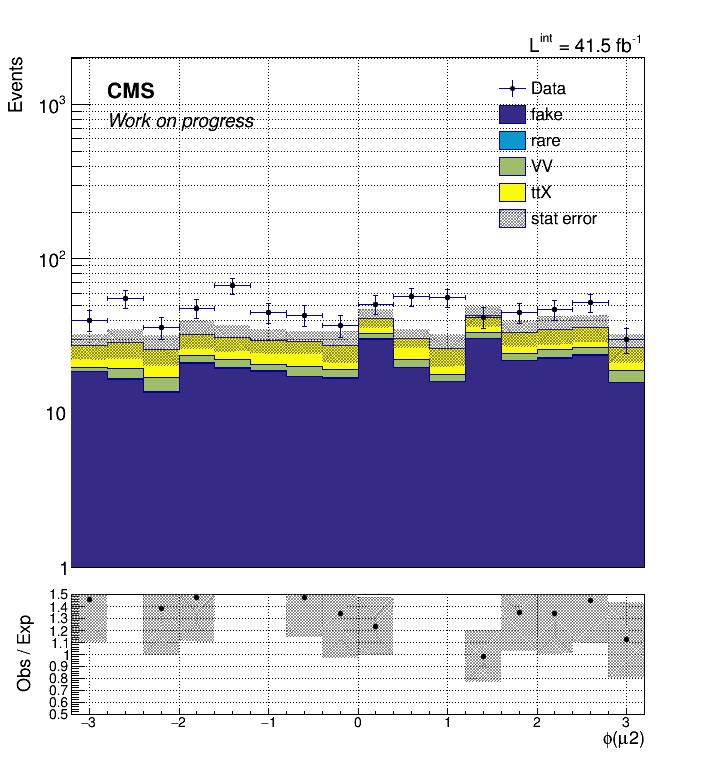 L^int = 41.5 fb^-1
Events
CMS
Work on progress
Data
fake
rare
VV
ttX
stat error
10^3
10^2
10
1
Obs / Exp
1.5
1.4
1.3
1.2
1.1
1
0.9
0.8
0.7
0.6
0.5
−3 −2 −1 0 1 2 3
ϕ(μ2)